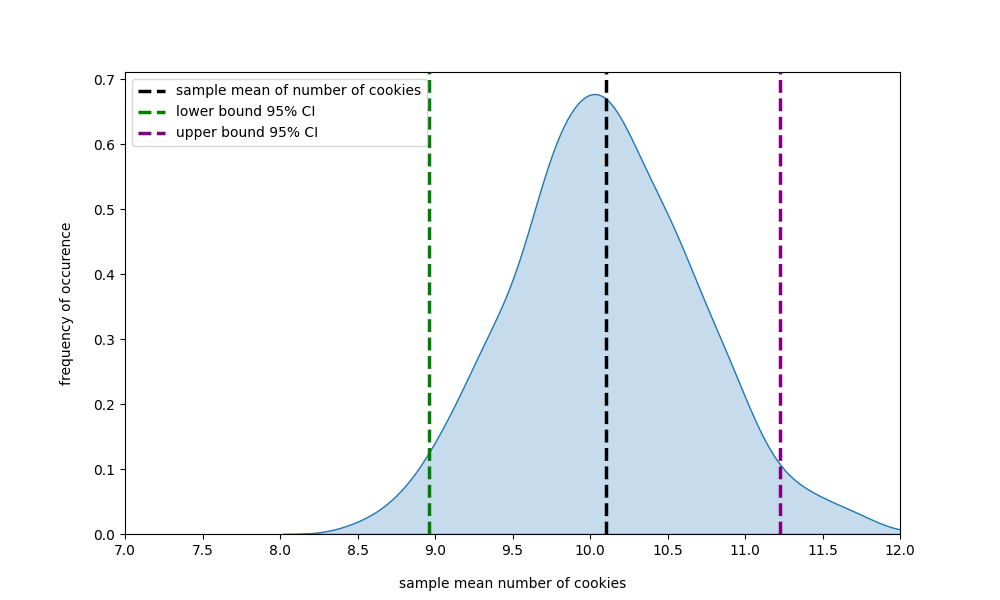 sample mean of number of cookies
lower bound 95% CI
upper bound 95% CI
frequency of occurence
0.7
0.6
0.5
0.4
0.3
0.2
0.1
0.0
7.0 7.5 8.0 8.5 9.0 9.5 10.0 10.5 11.0 11.5 12.0
sample mean number of cookies